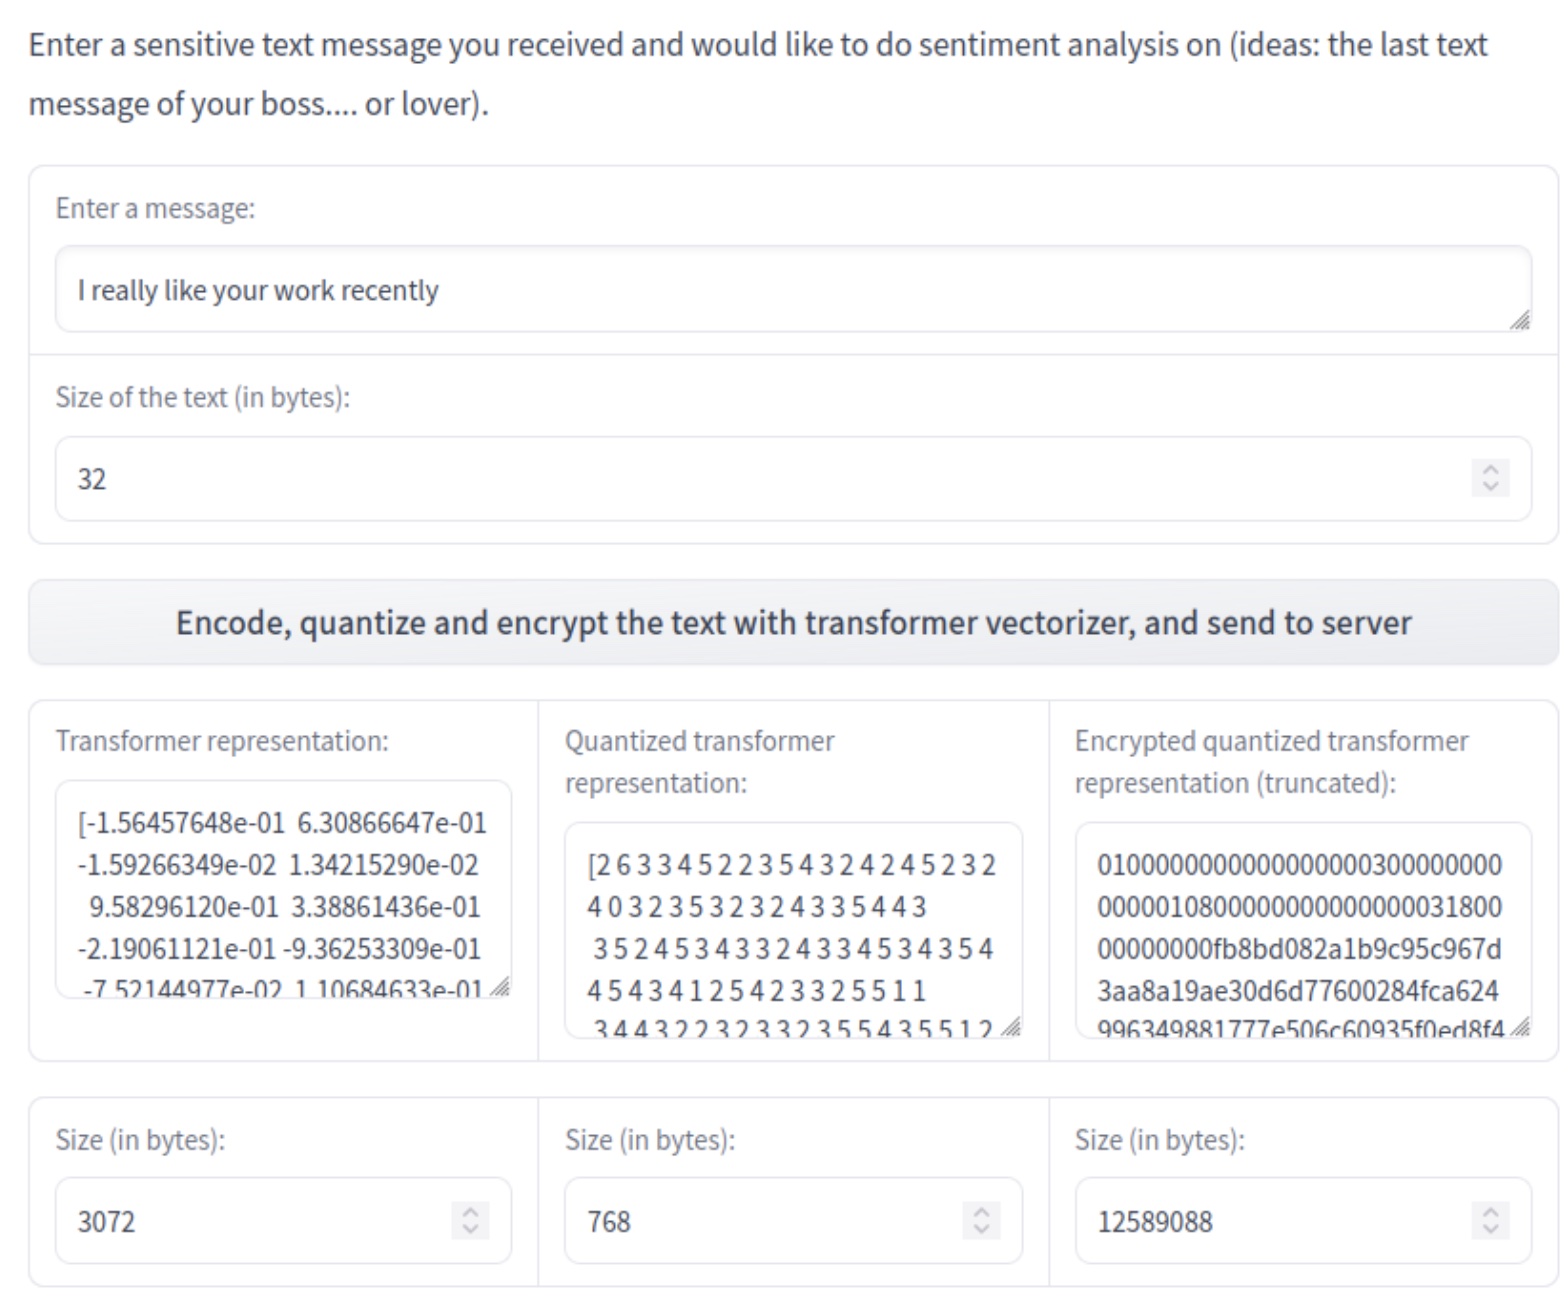 Enter a sensitive text message you received and would like to do sentiment analysis on (ideas: the last text
message of your boss.... or lover).
Enter a message:
I really like your work recently
Size of the text (in bytes):
32
Encode, quantize and encrypt the text with transformer vectorizer, and send to server
Transformer representation:
[-1.56457648e-01 6.30866647e-01
-1.59266349e-02 1.34215290e-02
9.58296120e-01 3.38861436e-01
-2.19061121e-01 -9.36253309e-01
-7.52144977e-02 1.10684633e-01
Quantized transformer
representation:
[2 6 3 3 4 5 2 2 3 5 4 3 2 4 2 4 5 2 3 2
4 0 3 2 3 5 3 2 3 2 4 3 3 5 4 4 3
3 5 2 4 5 3 4 3 3 2 4 3 3 4 5 3 4 3 5 4
4 5 4 3 4 1 2 5 4 2 3 3 2 5 5 1 1
3 4 4 3 2 2 3 2 3 3 2 3 5 5 4 3 5 5 1 2
Encrypted quantized transformer
representation (truncated):
0100000000000000000300000000
0000010800000000000000031800
00000000fb8bd082a1b9c95c967d
3aa8a19ae30d6d77600284fca624
996349881777e506c60935f0ed8f4
Size (in bytes):
3072
Size (in bytes):
768
Size (in bytes):
12589088